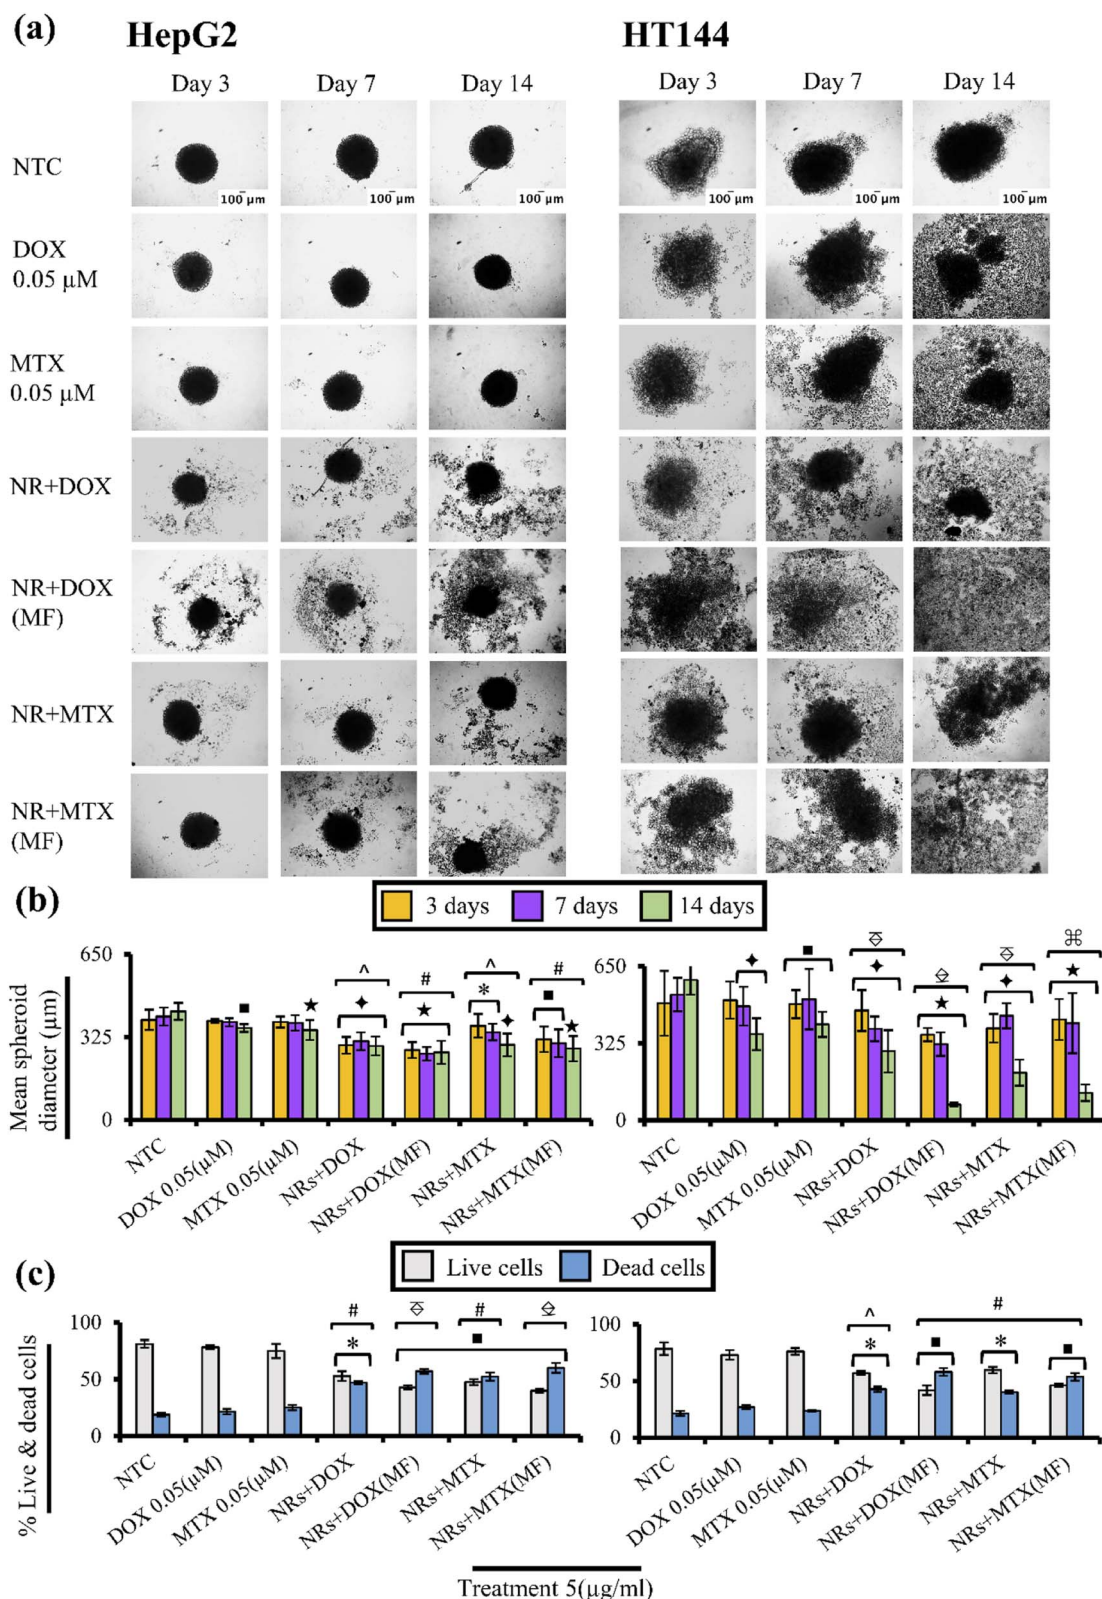 (a)
HepG2 HT144
Day 3 Day 7 Day 14 Day 3 Day 7 Day 14
NTC
100 µm 100 µm 100 µm 100 µm 100 µm 100 µm
DOX
0.05 µM
MTX
0.05 µM
NR+DOX
NR+DOX
(MF)
NR+MTX
NR+MTX
(MF)
(b)
3 days 7 days 14 days
Mean spheroid
diameter (µm)
650
325
0
^ # ^ #
■ ★ ✦ ★ * ✦ ■ ★
NTC
DOX 0.05(µM)
MTX 0.05(µM)
NRs+DOX
NRs+DOX(MF)
NRs+MTX
NRs+MTX(MF)
650
325
0
⌘
✦ ■ ✦ ★ ✦ ★
NTC
DOX 0.05(µM)
MTX 0.05(µM)
NRs+DOX
NRs+DOX(MF)
NRs+MTX
NRs+MTX(MF)
(c)
Live cells Dead cells
% Live & dead cells
100
50
0
# #
* ■
NTC
DOX 0.05(µM)
MTX 0.05(µM)
NRs+DOX
NRs+DOX(MF)
NRs+MTX
NRs+MTX(MF)
100
50
0
^ #
* ■ * ■
NTC
DOX 0.05(µM)
MTX 0.05(µM)
NRs+DOX
NRs+DOX(MF)
NRs+MTX
NRs+MTX(MF)
Treatment 5(µg/ml)